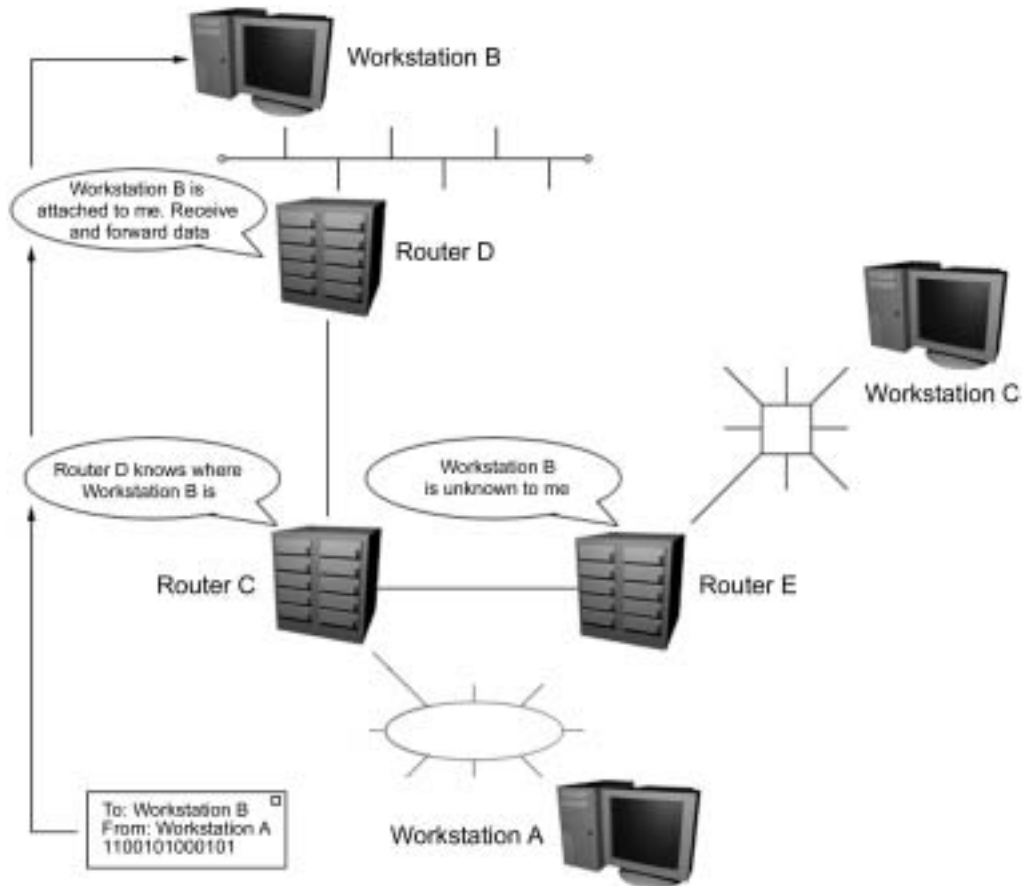 Workstation B
Workstation B is
attached to me. Receive
and forward data
Router D
Workstation C
Router D knows where
Workstation B is
Workstation B
is unknown to me
Router C
Router E
To: Workstation B
From: Workstation A
1100101000101
Workstation A